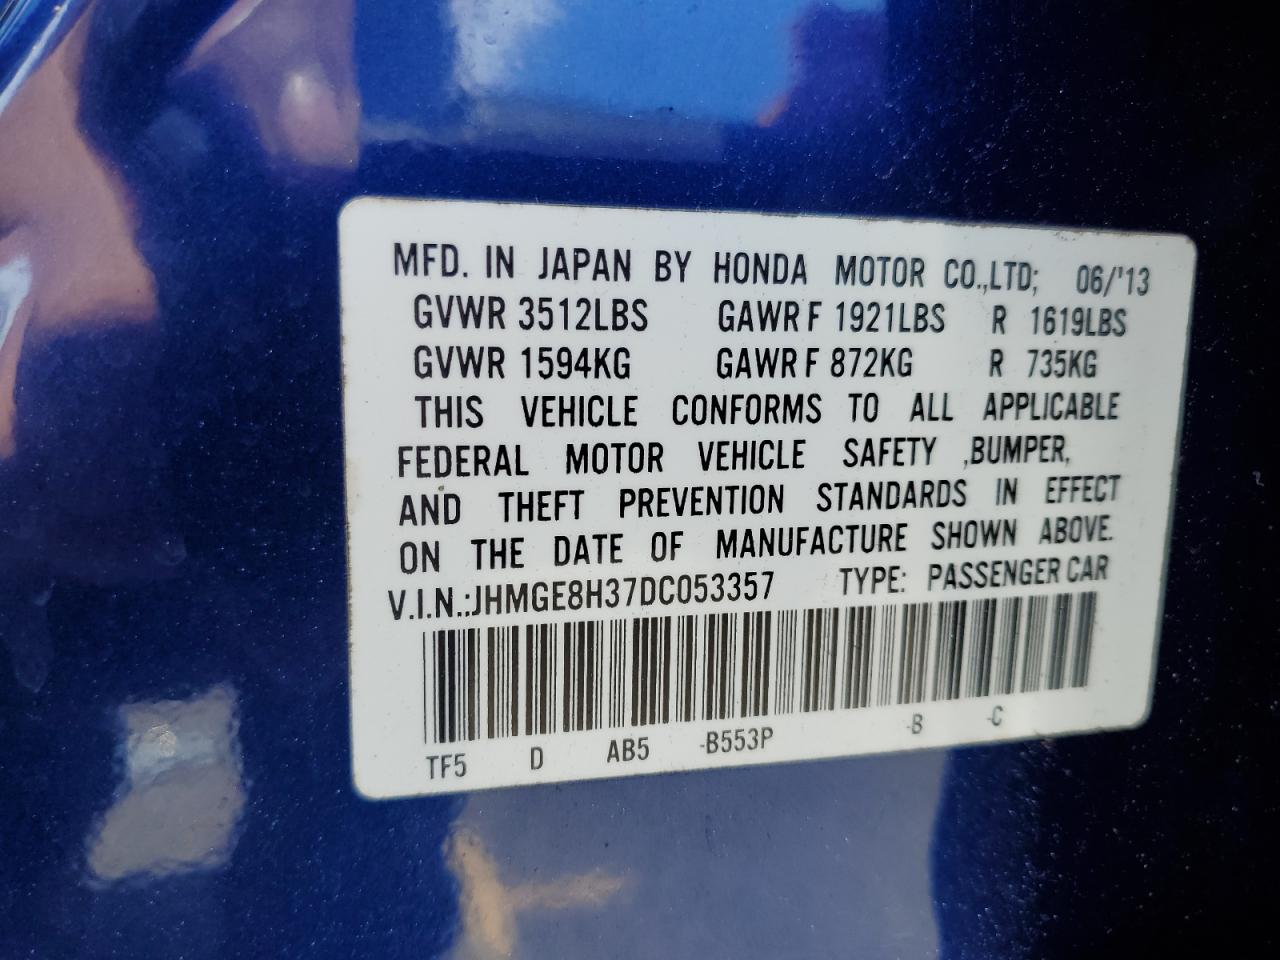 MFD. IN JAPAN BY HONDA MOTOR CO.,LTD; 06/'13
GVWR 3512LBS GAWR F 1921LBS R 1619LBS
GVWR 1594KG GAWR F 872KG R 735KG
THIS VEHICLE CONFORMS TO ALL APPLICABLE
FEDERAL MOTOR VEHICLE SAFETY ,BUMPER,
AND THEFT PREVENTION STANDARDS IN EFFECT
ON THE DATE OF MANUFACTURE SHOWN ABOVE.
V.I.N.:JHMGE8H37DC053357 TYPE: PASSENGER CAR
TF5 D AB5 -B553P -B -C